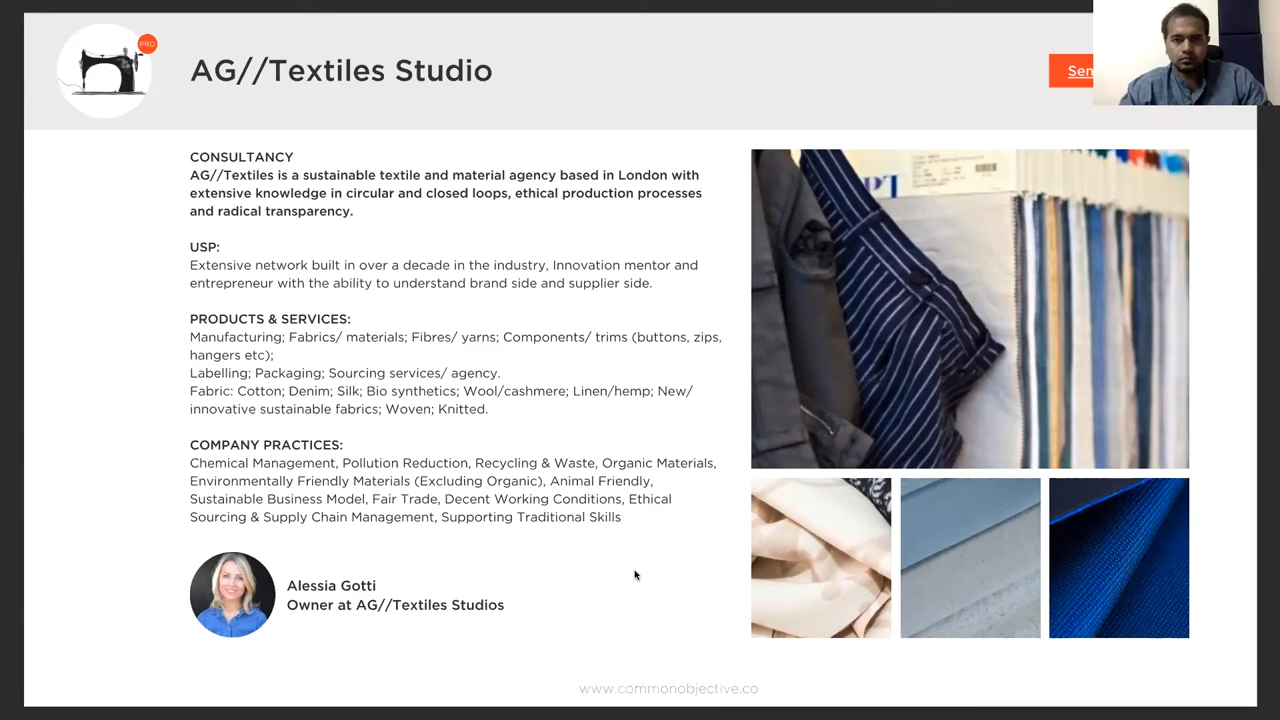 PRO
AG//Textiles Studio
Sen
CONSULTANCY
AG//Textiles is a sustainable textile and material agency based in London with
extensive knowledge in circular and closed loops, ethical production processes
and radical transparency.
USP:
Extensive network built in over a decade in the industry, Innovation mentor and
entrepreneur with the ability to understand brand side and supplier side.
PRODUCTS & SERVICES:
Manufacturing; Fabrics/ materials; Fibres/ yarns; Components/ trims (buttons, zips,
hangers etc);
Labelling; Packaging; Sourcing services/ agency.
Fabric: Cotton; Denim; Silk; Bio synthetics; Wool/cashmere; Linen/hemp; New/
innovative sustainable fabrics; Woven; Knitted.
COMPANY PRACTICES:
Chemical Management, Pollution Reduction, Recycling & Waste, Organic Materials,
Environmentally Friendly Materials (Excluding Organic), Animal Friendly,
Sustainable Business Model, Fair Trade, Decent Working Conditions, Ethical
Sourcing & Supply Chain Management, Supporting Traditional Skills
Alessia Gotti
Owner at AG//Textiles Studios
www.commonobjective.co